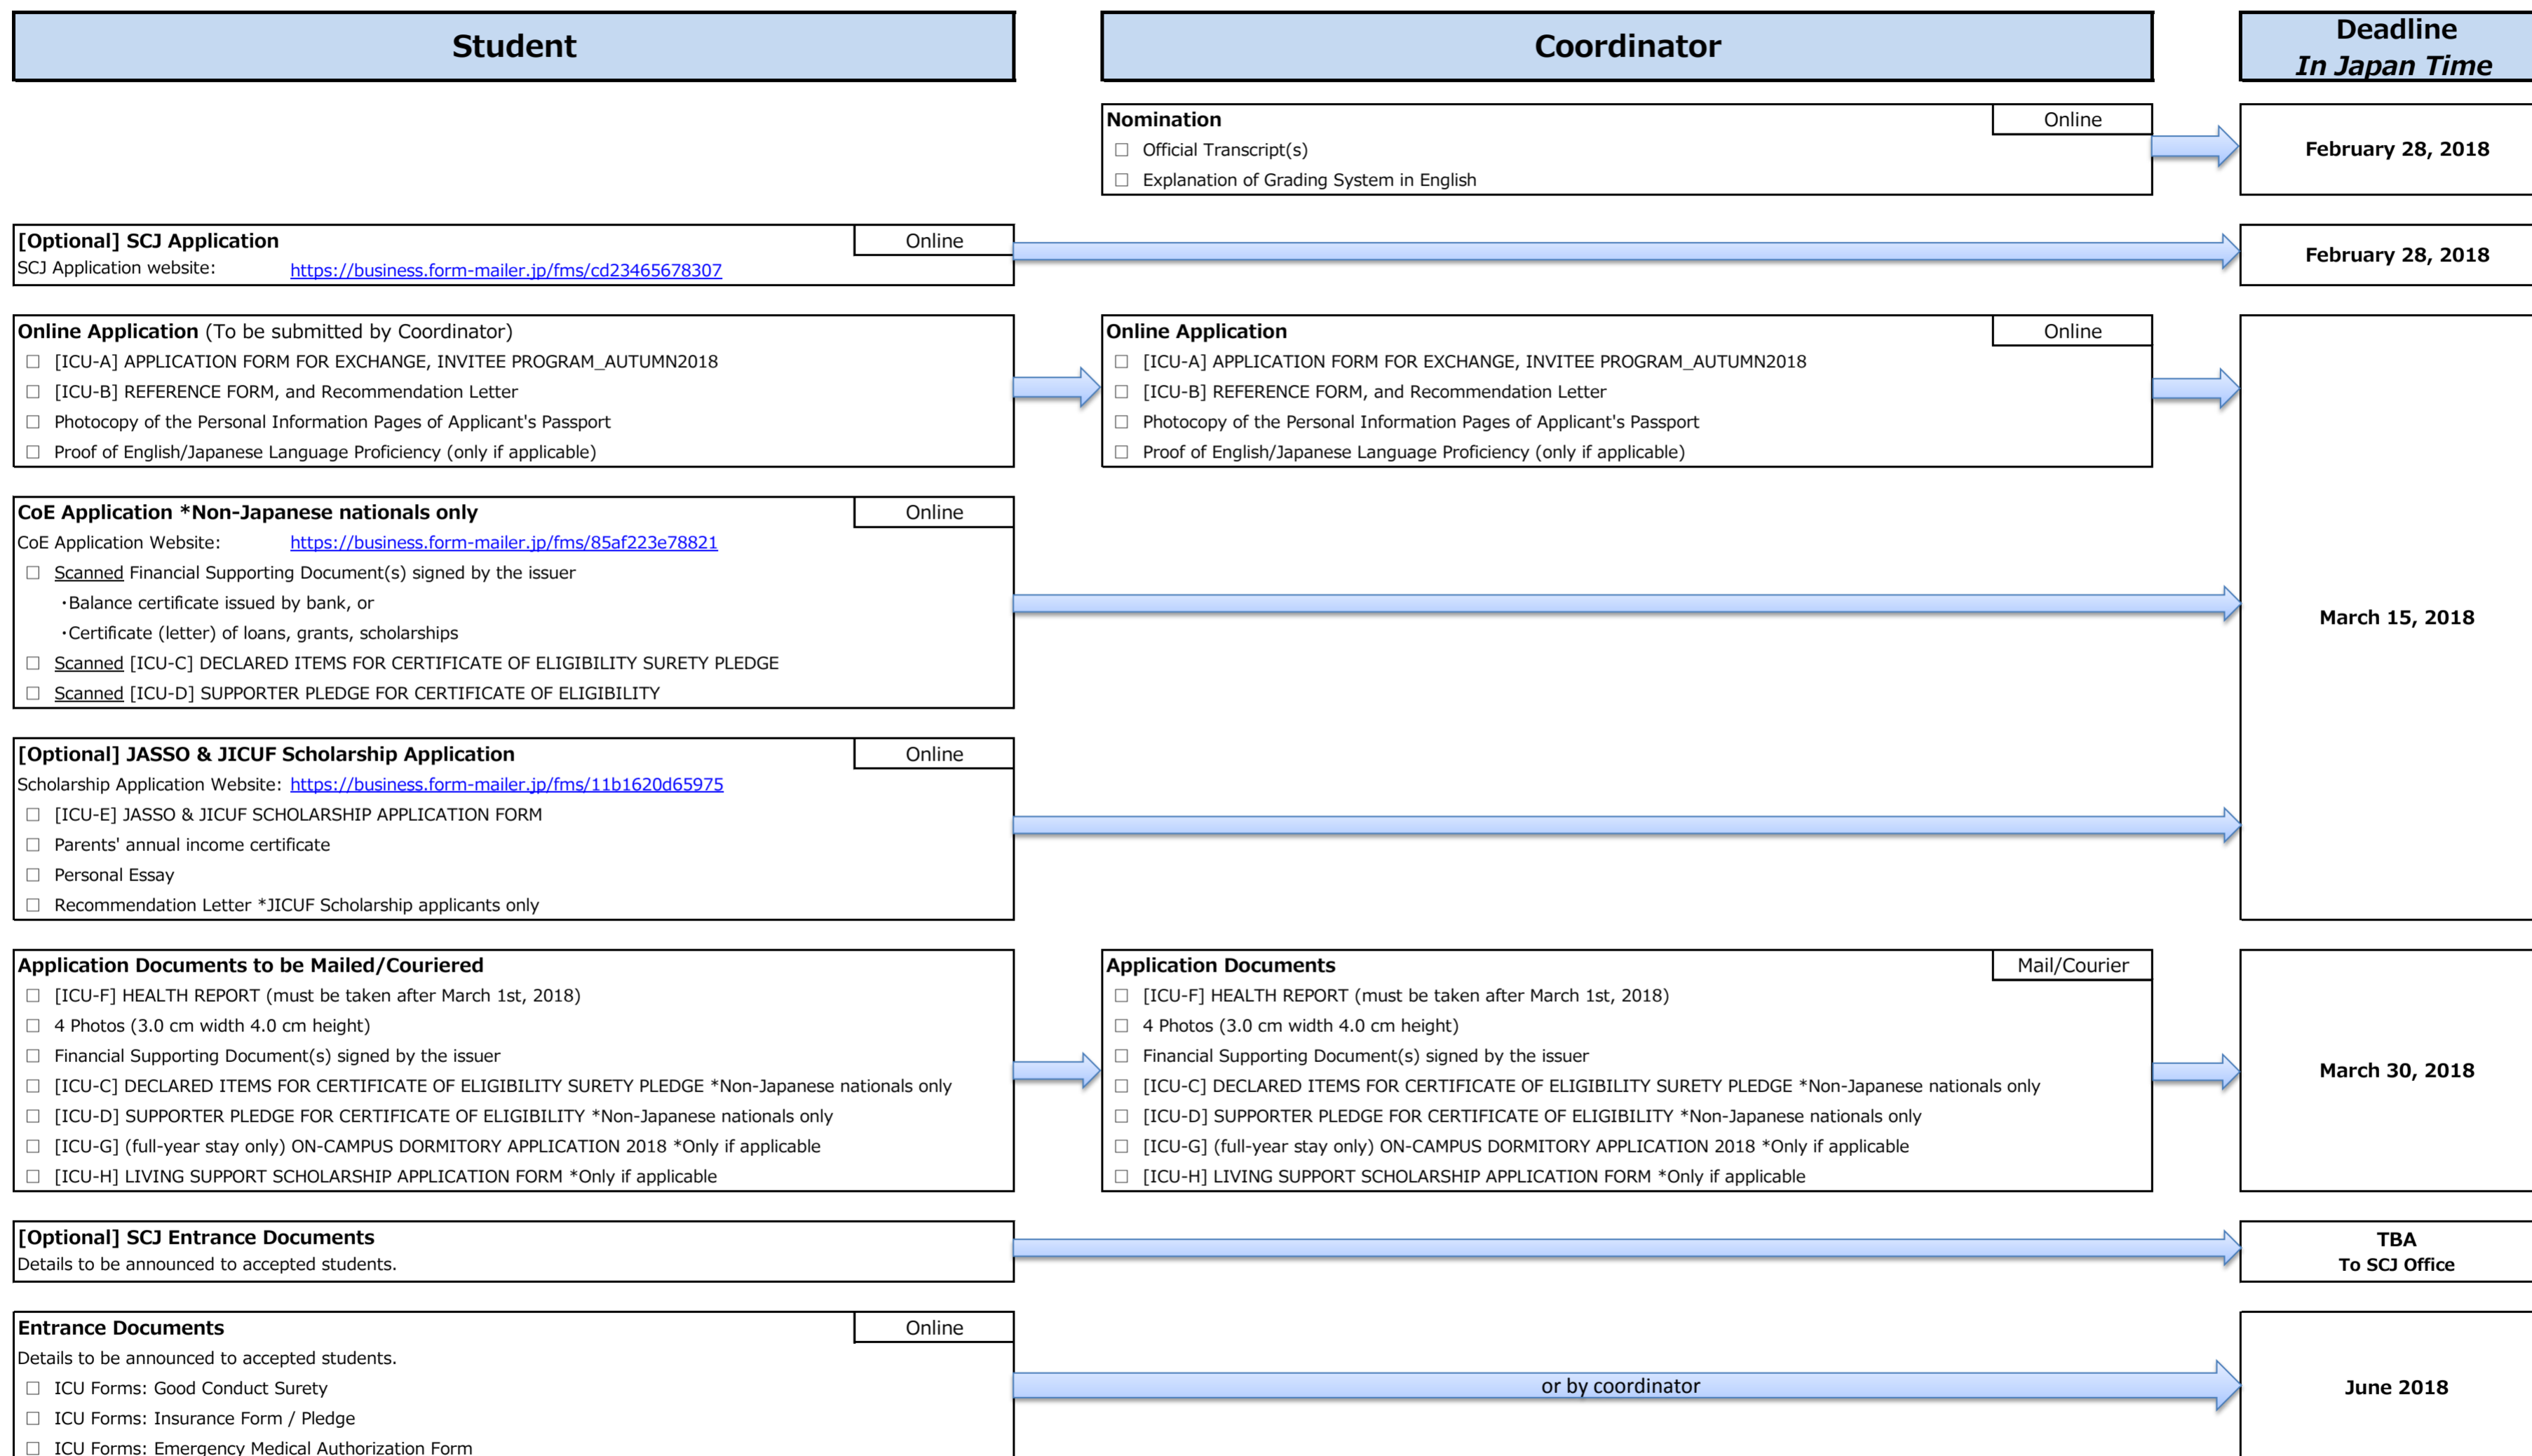 Student
Coordinator
Deadline
In Japan Time
Nomination
Online
□ Official Transcript(s)
□ Explanation of Grading System in English
February 28, 2018
[Optional] SCJ Application
Online
SCJ Application website: https://business.form-mailer.jp/fms/cd23465678307
February 28, 2018
Online Application (To be submitted by Coordinator)
□ [ICU-A] APPLICATION FORM FOR EXCHANGE, INVITEE PROGRAM_AUTUMN2018
□ [ICU-B] REFERENCE FORM, and Recommendation Letter
□ Photocopy of the Personal Information Pages of Applicant's Passport
□ Proof of English/Japanese Language Proficiency (only if applicable)
Online Application
Online
□ [ICU-A] APPLICATION FORM FOR EXCHANGE, INVITEE PROGRAM_AUTUMN2018
□ [ICU-B] REFERENCE FORM, and Recommendation Letter
□ Photocopy of the Personal Information Pages of Applicant's Passport
□ Proof of English/Japanese Language Proficiency (only if applicable)
CoE Application *Non-Japanese nationals only
Online
CoE Application Website: https://business.form-mailer.jp/fms/85af223e78821
□ Scanned Financial Supporting Document(s) signed by the issuer
・Balance certificate issued by bank, or
・Certificate (letter) of loans, grants, scholarships
□ Scanned [ICU-C] DECLARED ITEMS FOR CERTIFICATE OF ELIGIBILITY SURETY PLEDGE
□ Scanned [ICU-D] SUPPORTER PLEDGE FOR CERTIFICATE OF ELIGIBILITY
March 15, 2018
[Optional] JASSO & JICUF Scholarship Application
Online
Scholarship Application Website: https://business.form-mailer.jp/fms/11b1620d65975
□ [ICU-E] JASSO & JICUF SCHOLARSHIP APPLICATION FORM
□ Parents' annual income certificate
□ Personal Essay
□ Recommendation Letter *JICUF Scholarship applicants only
Application Documents to be Mailed/Couriered
□ [ICU-F] HEALTH REPORT (must be taken after March 1st, 2018)
□ 4 Photos (3.0 cm width 4.0 cm height)
□ Financial Supporting Document(s) signed by the issuer
□ [ICU-C] DECLARED ITEMS FOR CERTIFICATE OF ELIGIBILITY SURETY PLEDGE *Non-Japanese nationals only
□ [ICU-D] SUPPORTER PLEDGE FOR CERTIFICATE OF ELIGIBILITY *Non-Japanese nationals only
□ [ICU-G] (full-year stay only) ON-CAMPUS DORMITORY APPLICATION 2018 *Only if applicable
□ [ICU-H] LIVING SUPPORT SCHOLARSHIP APPLICATION FORM *Only if applicable
Application Documents
Mail/Courier
□ [ICU-F] HEALTH REPORT (must be taken after March 1st, 2018)
□ 4 Photos (3.0 cm width 4.0 cm height)
□ Financial Supporting Document(s) signed by the issuer
□ [ICU-C] DECLARED ITEMS FOR CERTIFICATE OF ELIGIBILITY SURETY PLEDGE *Non-Japanese nationals only
□ [ICU-D] SUPPORTER PLEDGE FOR CERTIFICATE OF ELIGIBILITY *Non-Japanese nationals only
□ [ICU-G] (full-year stay only) ON-CAMPUS DORMITORY APPLICATION 2018 *Only if applicable
□ [ICU-H] LIVING SUPPORT SCHOLARSHIP APPLICATION FORM *Only if applicable
March 30, 2018
[Optional] SCJ Entrance Documents
Details to be announced to accepted students.
TBA
To SCJ Office
Entrance Documents
Online
Details to be announced to accepted students.
□ ICU Forms: Good Conduct Surety
□ ICU Forms: Insurance Form / Pledge
□ ICU Forms: Emergency Medical Authorization Form
or by coordinator
June 2018